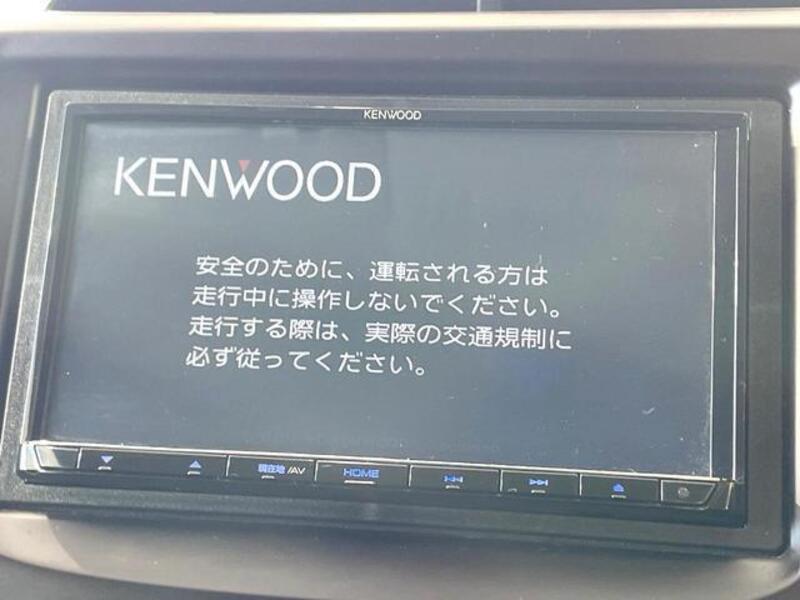 KENWOOD
KENWOOD
安全のために、運転される方は
走行中に操作しないでください。
走行する際は、実際の交通規制に
必ず従ってください。
現在地/AV HOME